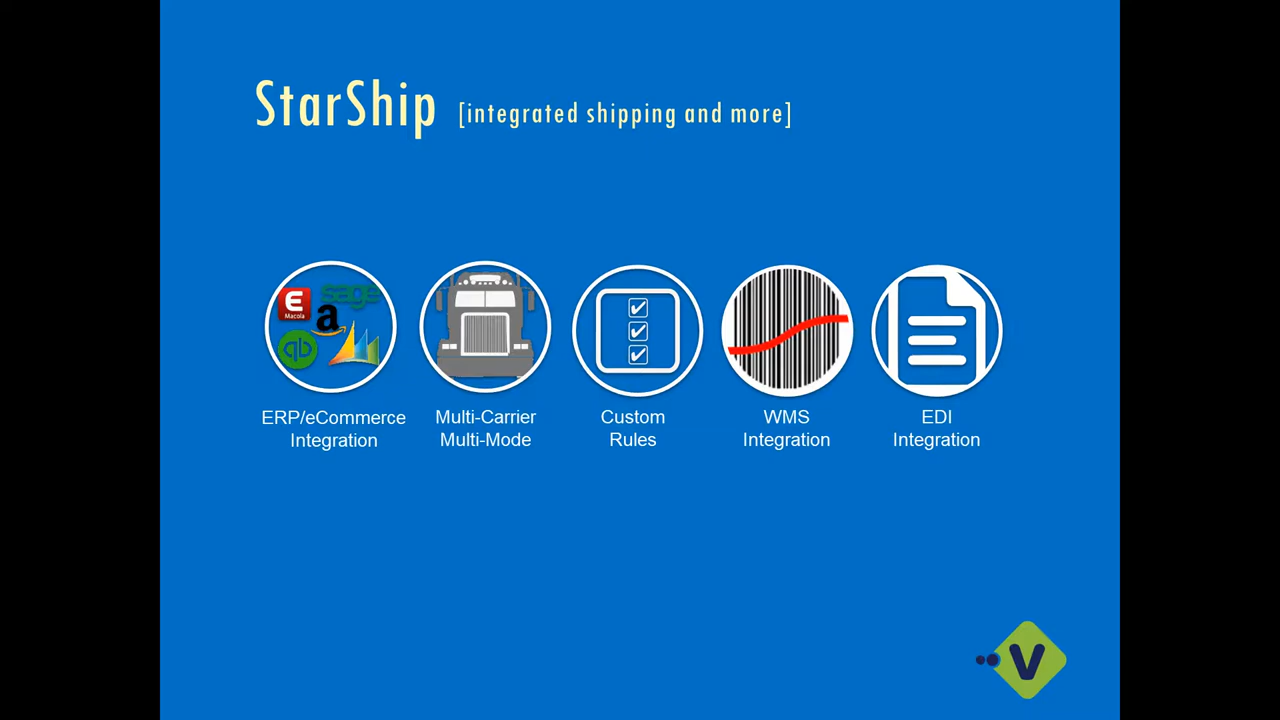 StarShip [integrated shipping and more]
E
Macola
sage
a
qb
ERP/eCommerce
Integration
Multi-Carrier
Multi-Mode
Custom
Rules
WMS
Integration
EDI
Integration
V